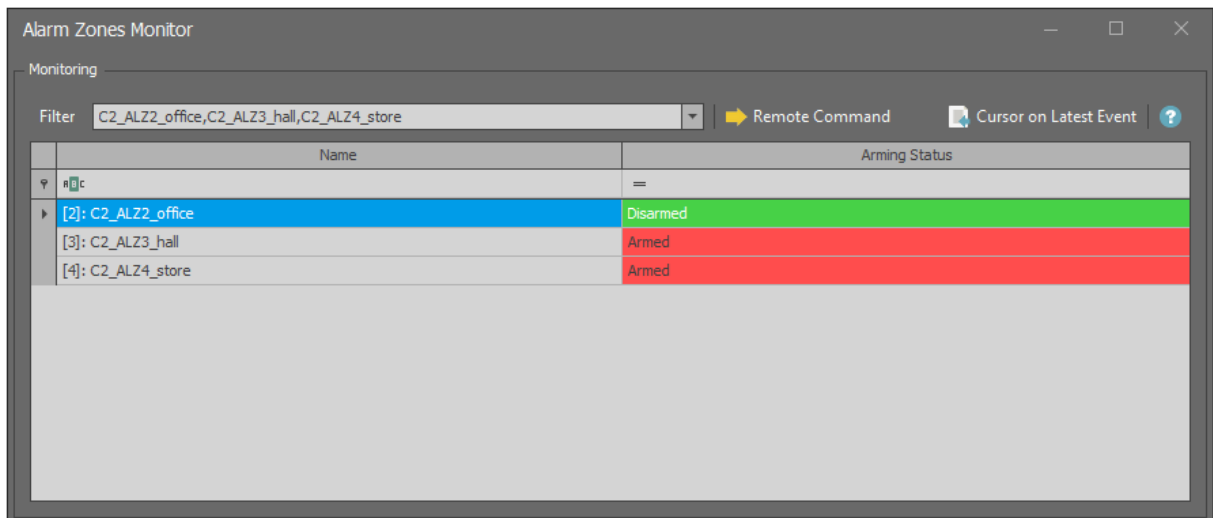 Alarm Zones Monitor
Monitoring
Filter C2_ALZ2_office,C2_ALZ3_hall,C2_ALZ4_store Remote Command Cursor on Latest Event ?
Name Arming Status
ABC =
[2]: C2_ALZ2_office Disarmed
[3]: C2_ALZ3_hall Armed
[4]: C2_ALZ4_store Armed